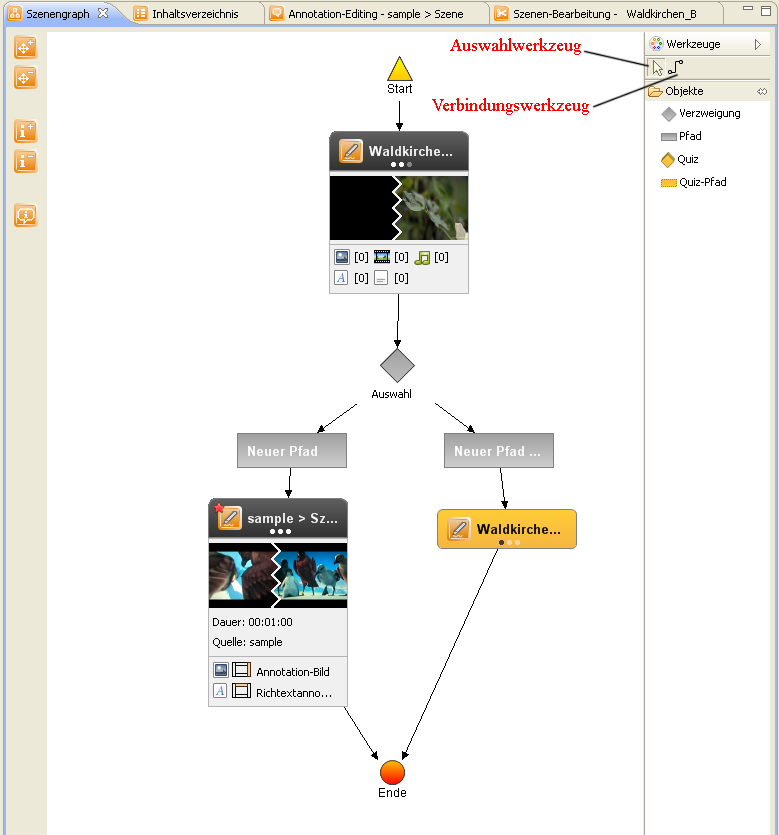 Szenengraph
Inhaltsverzeichnis
Annotation-Editing - sample > Szene
Szenen-Bearbeitung - Waldkirchen_B
Auswahlwerkzeug
Verbindungswerkzeug
Werkzeuge
Objekte
Verzweigung
Pfad
Quiz
Quiz-Pfad
Start
Waldkirche...
[0] [0] [0]
A [0] [0]
Auswahl
Neuer Pfad
Neuer Pfad ...
sample > Sz...
Waldkirche...
Dauer: 00:01:00
Quelle: sample
Annotation-Bild
A Richtextanno...
Ende